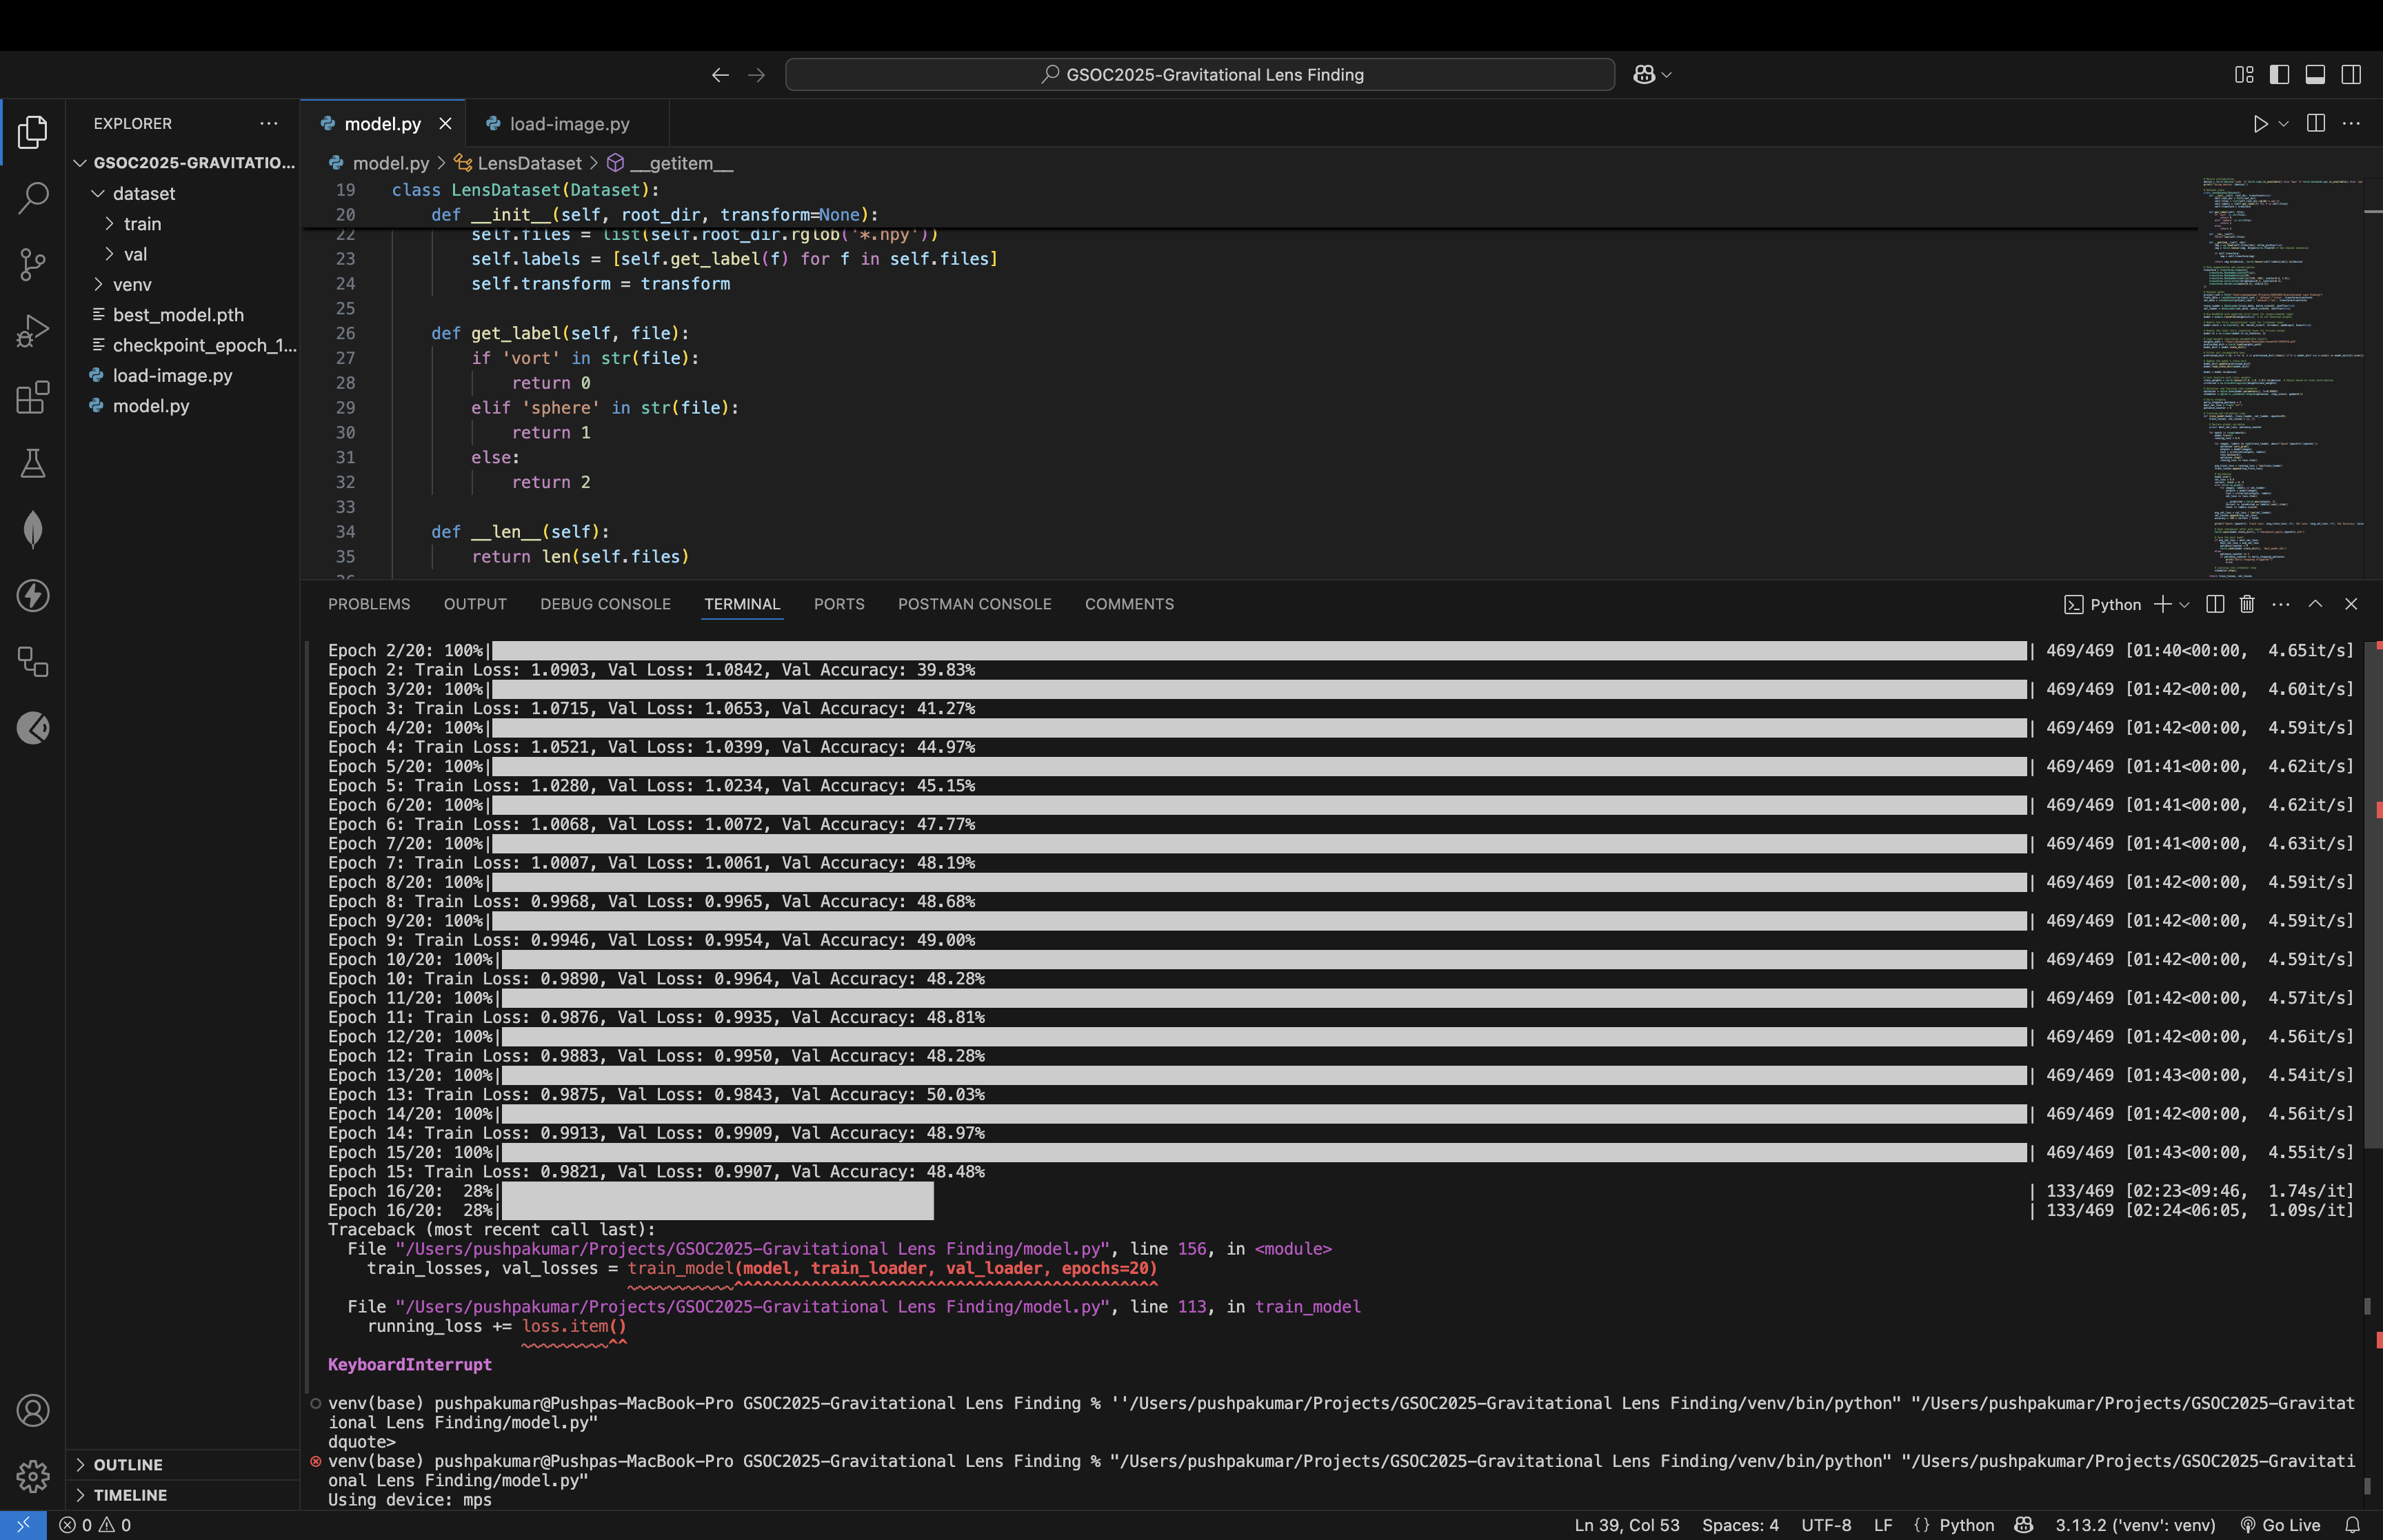 GSOC2025-Gravitational Lens Finding
EXPLORER
GSOC2025-GRAVITATIO...
dataset
train
val
venv
best_model.pth
checkpoint_epoch_1...
load-image.py
model.py
OUTLINE
TIMELINE
model.py
load-image.py
model.py > LensDataset > __getitem__
19 class LensDataset(Dataset):
20 def __init__(self, root_dir, transform=None):
22 self.files = list(self.root_dir.rglob('*.npy'))
23 self.labels = [self.get_label(f) for f in self.files]
24 self.transform = transform
25
26 def get_label(self, file):
27 if 'vort' in str(file):
28 return 0
29 elif 'sphere' in str(file):
30 return 1
31 else:
32 return 2
33
34 def __len__(self):
35 return len(self.files)
PROBLEMS OUTPUT DEBUG CONSOLE TERMINAL PORTS POSTMAN CONSOLE COMMENTS
Python
Epoch 2/20: 100%| | 469/469 [01:40<00:00, 4.65it/s]
Epoch 2: Train Loss: 1.0903, Val Loss: 1.0842, Val Accuracy: 39.83%
Epoch 3/20: 100%| | 469/469 [01:42<00:00, 4.60it/s]
Epoch 3: Train Loss: 1.0715, Val Loss: 1.0653, Val Accuracy: 41.27%
Epoch 4/20: 100%| | 469/469 [01:42<00:00, 4.59it/s]
Epoch 4: Train Loss: 1.0521, Val Loss: 1.0399, Val Accuracy: 44.97%
Epoch 5/20: 100%| | 469/469 [01:41<00:00, 4.62it/s]
Epoch 5: Train Loss: 1.0280, Val Loss: 1.0234, Val Accuracy: 45.15%
Epoch 6/20: 100%| | 469/469 [01:41<00:00, 4.62it/s]
Epoch 6: Train Loss: 1.0068, Val Loss: 1.0072, Val Accuracy: 47.77%
Epoch 7/20: 100%| | 469/469 [01:41<00:00, 4.63it/s]
Epoch 7: Train Loss: 1.0007, Val Loss: 1.0061, Val Accuracy: 48.19%
Epoch 8/20: 100%| | 469/469 [01:42<00:00, 4.59it/s]
Epoch 8: Train Loss: 0.9968, Val Loss: 0.9965, Val Accuracy: 48.68%
Epoch 9/20: 100%| | 469/469 [01:42<00:00, 4.59it/s]
Epoch 9: Train Loss: 0.9946, Val Loss: 0.9954, Val Accuracy: 49.00%
Epoch 10/20: 100%| | 469/469 [01:42<00:00, 4.59it/s]
Epoch 10: Train Loss: 0.9890, Val Loss: 0.9964, Val Accuracy: 48.28%
Epoch 11/20: 100%| | 469/469 [01:42<00:00, 4.57it/s]
Epoch 11: Train Loss: 0.9876, Val Loss: 0.9935, Val Accuracy: 48.81%
Epoch 12/20: 100%| | 469/469 [01:42<00:00, 4.56it/s]
Epoch 12: Train Loss: 0.9883, Val Loss: 0.9950, Val Accuracy: 48.28%
Epoch 13/20: 100%| | 469/469 [01:43<00:00, 4.54it/s]
Epoch 13: Train Loss: 0.9875, Val Loss: 0.9843, Val Accuracy: 50.03%
Epoch 14/20: 100%| | 469/469 [01:42<00:00, 4.56it/s]
Epoch 14: Train Loss: 0.9913, Val Loss: 0.9909, Val Accuracy: 48.97%
Epoch 15/20: 100%| | 469/469 [01:43<00:00, 4.55it/s]
Epoch 15: Train Loss: 0.9821, Val Loss: 0.9907, Val Accuracy: 48.48%
Epoch 16/20: 28%| | 133/469 [02:23<09:46, 1.74s/it]
Epoch 16/20: 28%| | 133/469 [02:24<06:05, 1.09s/it]
Traceback (most recent call last):
File "/Users/pushpakumar/Projects/GSOC2025-Gravitational Lens Finding/model.py", line 156, in <module>
train_losses, val_losses = train_model(model, train_loader, val_loader, epochs=20)
File "/Users/pushpakumar/Projects/GSOC2025-Gravitational Lens Finding/model.py", line 113, in train_model
running_loss += loss.item()
KeyboardInterrupt
venv(base) pushpakumar@Pushpas-MacBook-Pro GSOC2025-Gravitational Lens Finding % ''/Users/pushpakumar/Projects/GSOC2025-Gravitational Lens Finding/venv/bin/python" "/Users/pushpakumar/Projects/GSOC2025-Gravitat
ional Lens Finding/model.py"
dquote>
venv(base) pushpakumar@Pushpas-MacBook-Pro GSOC2025-Gravitational Lens Finding % "/Users/pushpakumar/Projects/GSOC2025-Gravitational Lens Finding/venv/bin/python" "/Users/pushpakumar/Projects/GSOC2025-Gravitati
onal Lens Finding/model.py"
Using device: mps
0 0 Ln 39, Col 53 Spaces: 4 UTF-8 LF {} Python 3.13.2 ('venv': venv) Go Live